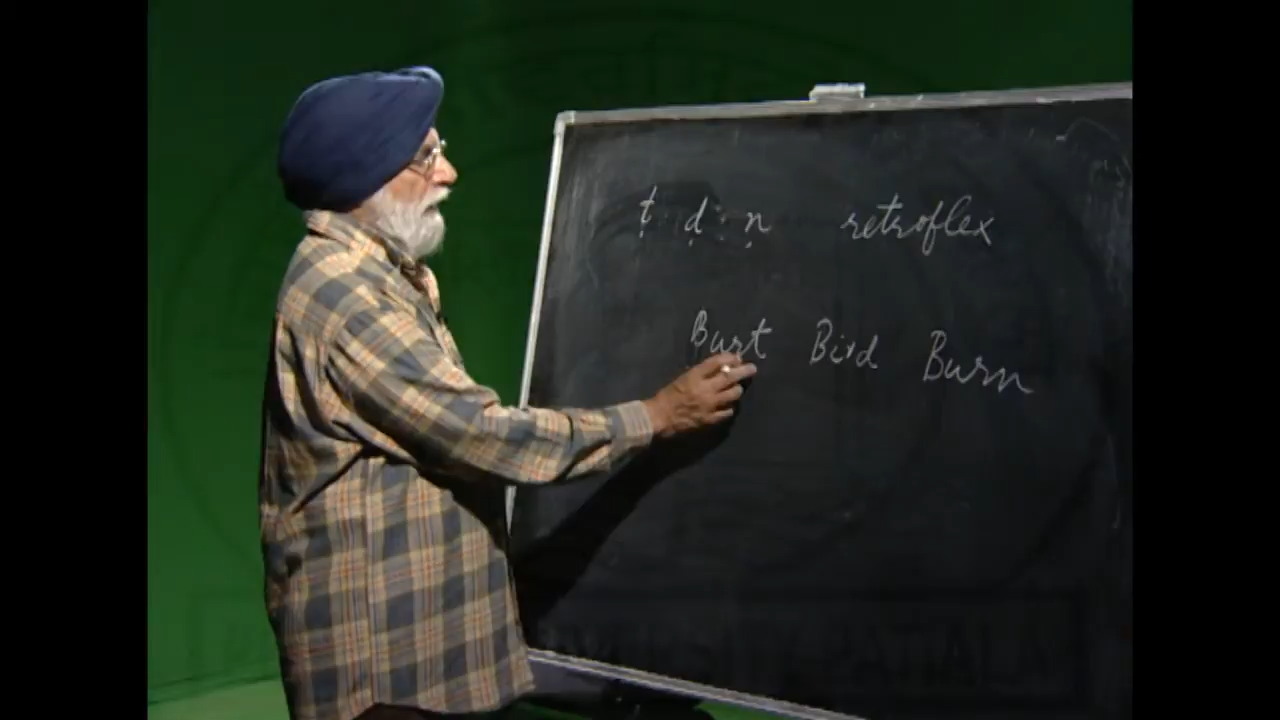 ṭ ḍ ṇ retroflex
Burt Bird Burn